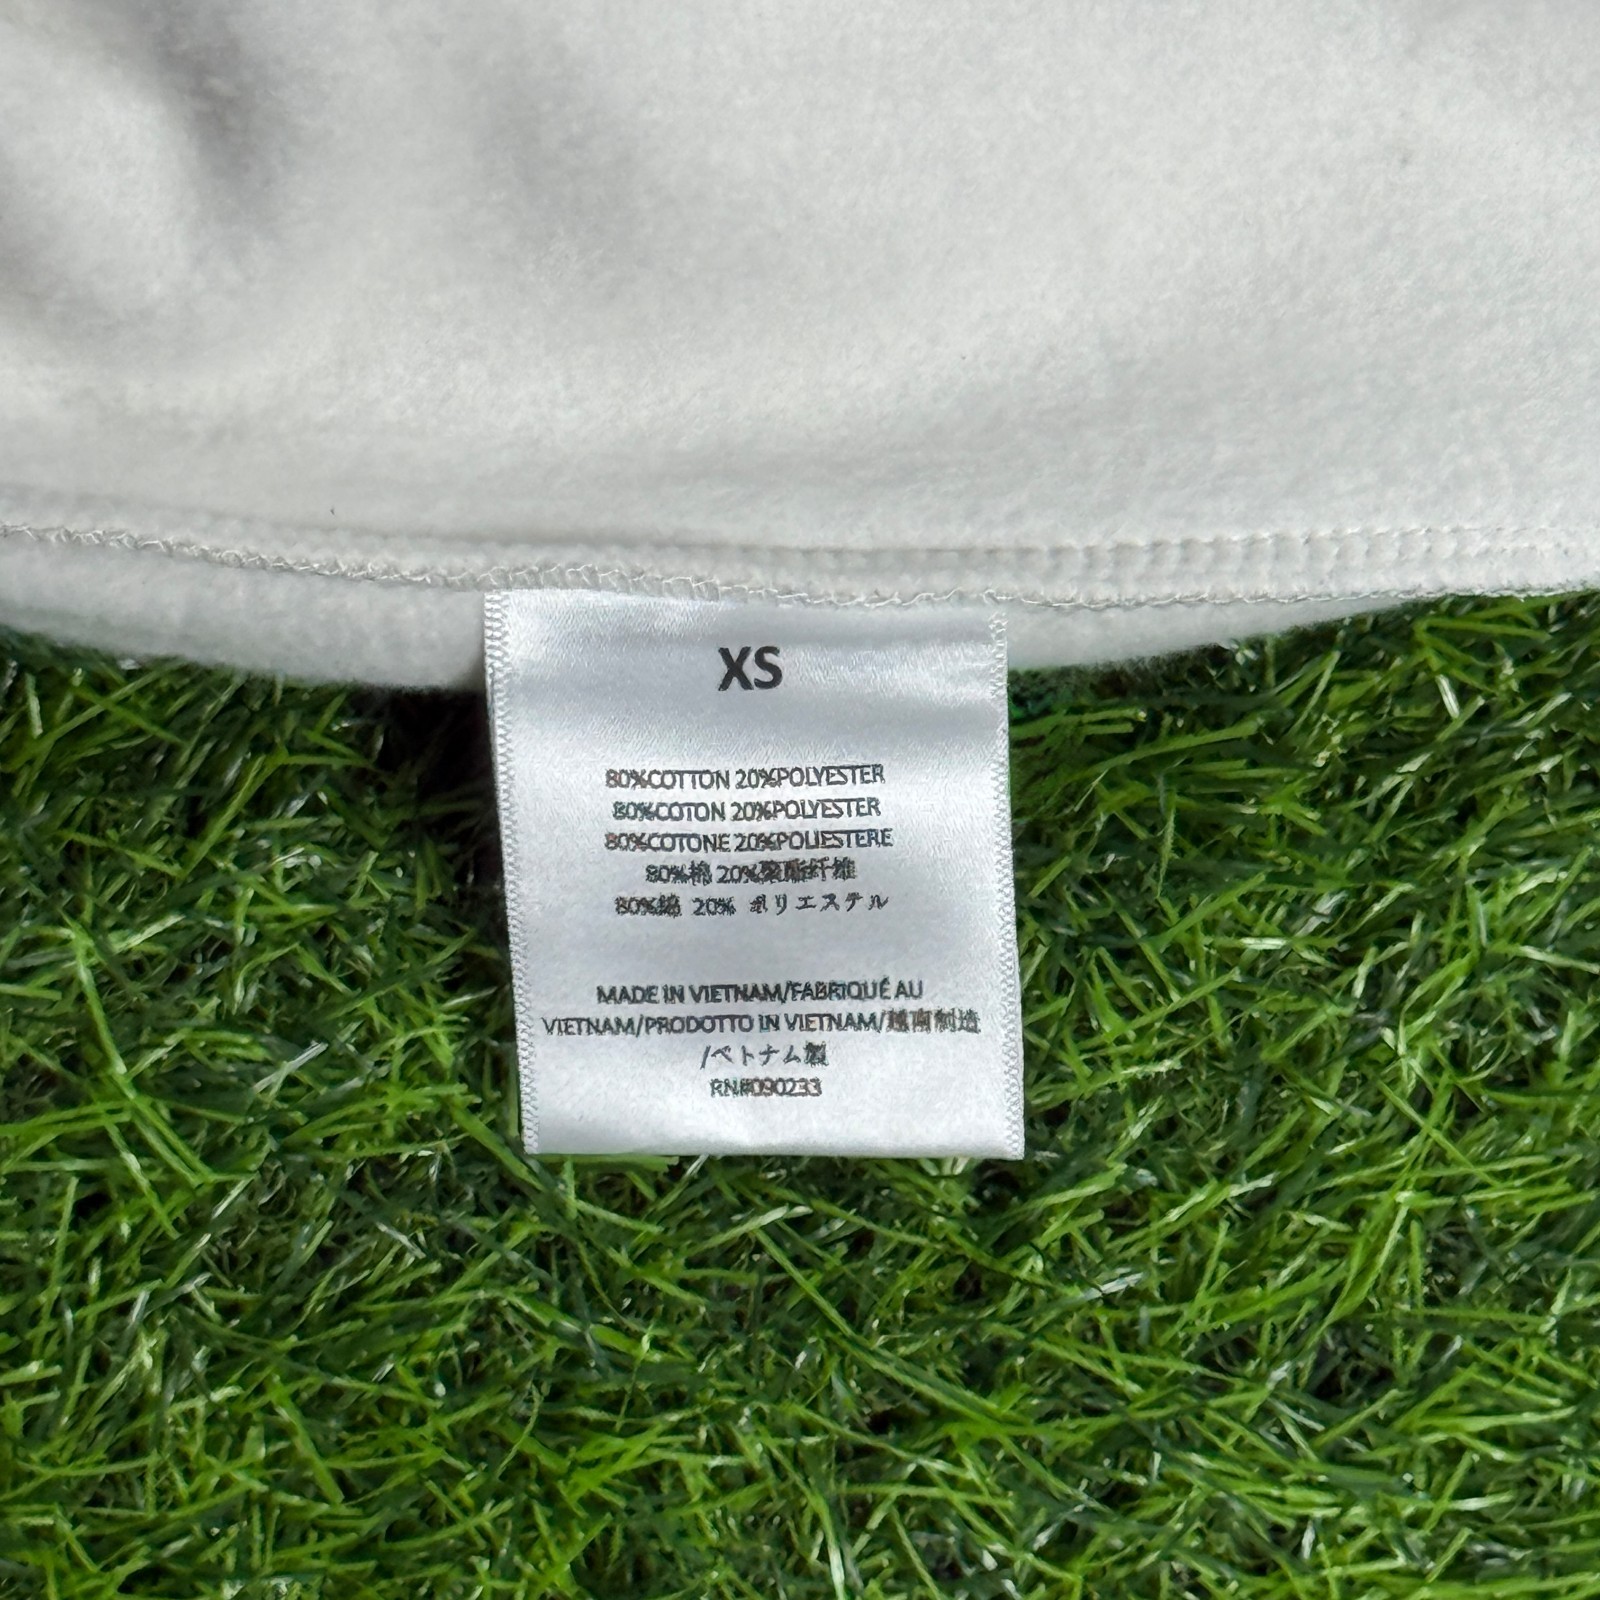 XS
80%COTTON 20%POLYESTER
80%COTON 20%POLYESTER
80%COTONE 20%POLIESTERE
80%棉 20%聚酯纤维
80%綿 20% ポリエステル
MADE IN VIETNAM/FABRIQUÉ AU
VIETNAM/PRODOTTO IN VIETNAM/越南制造
/ベトナム製
RN#090233